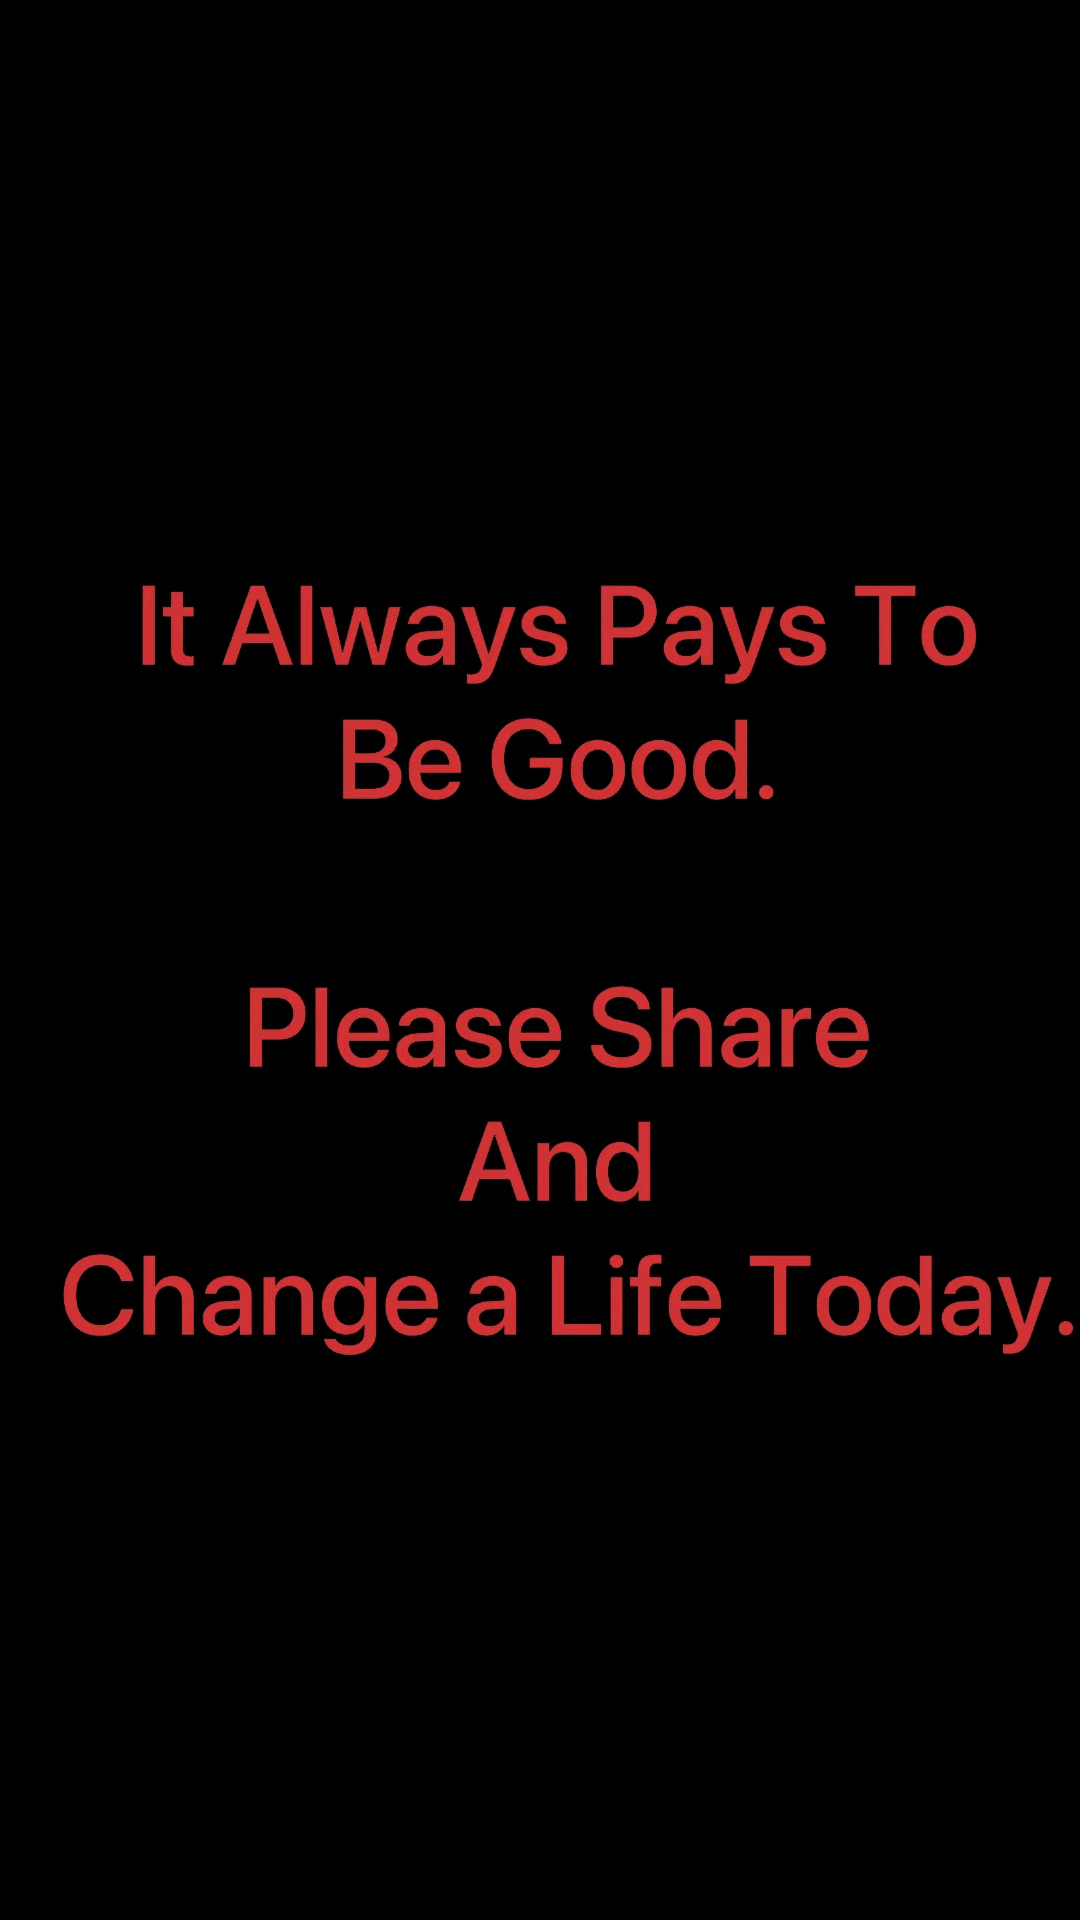 It Always Pays To
Be Good.
Please Share
And
Change a Life Today.